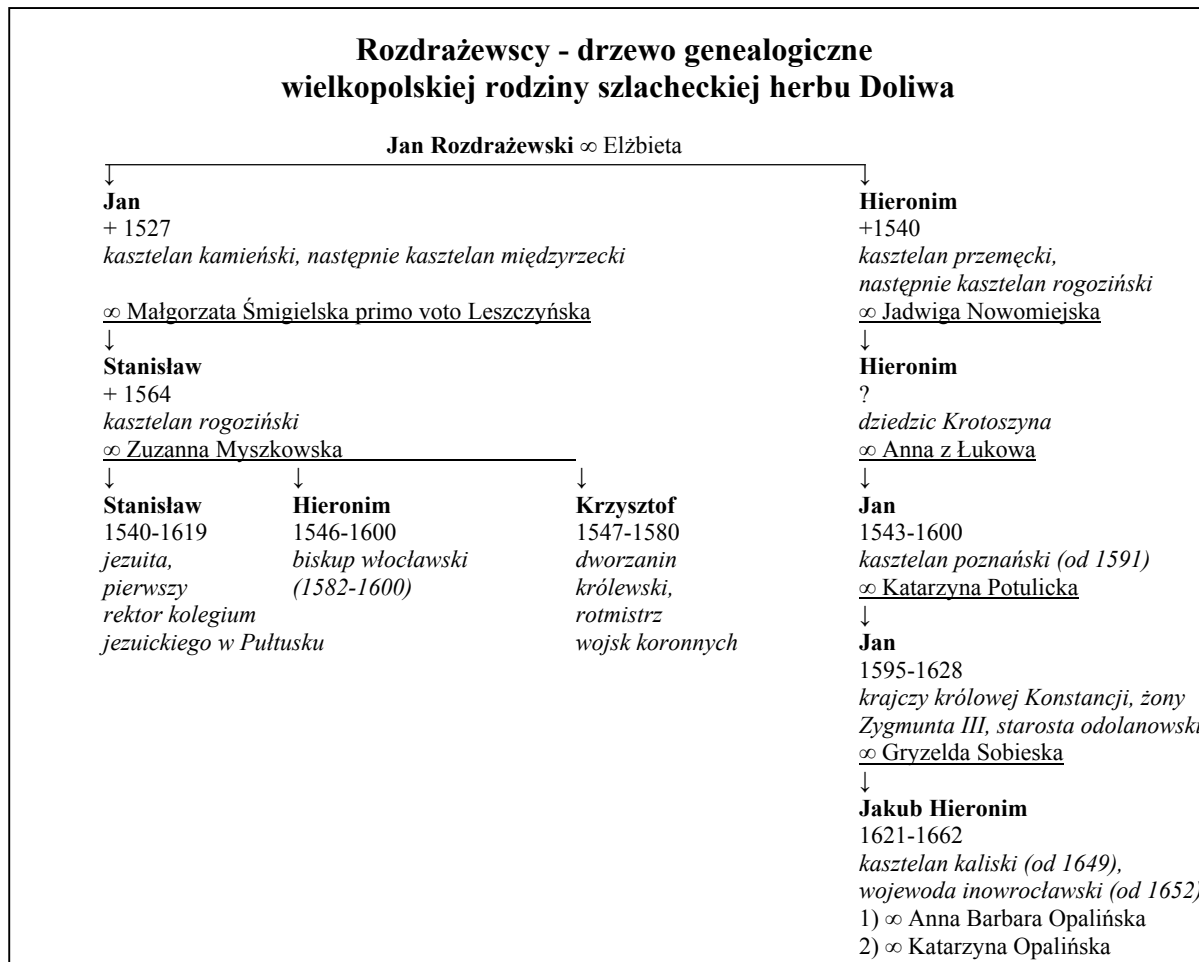 Rozdrażewscy - drzewo genealogiczne
wielkopolskiej rodziny szlacheckiej herbu Doliwa
Jan Rozdrażewski ∞ Elżbieta
↓
Jan
+ 1527
kasztelan kamieński, następnie kasztelan międzyrzecki
∞ Małgorzata Śmigielska primo voto Leszczyńska
↓
Stanisław
+ 1564
kasztelan rogoziński
∞ Zuzanna Myszkowska
↓
Stanisław
1540-1619
jezuita,
pierwszy
rektor kolegium
jezuickiego w Pułtusku
↓
Hieronim
1546-1600
biskup włocławski
(1582-1600)
↓
Krzysztof
1547-1580
dworzanin
królewski,
rotmistrz
wojsk koronnych
↓
Hieronim
+1540
kasztelan przemęcki,
następnie kasztelan rogoziński
∞ Jadwiga Nowomiejska
↓
Hieronim
?
dziedzic Krotoszyna
∞ Anna z Łukowa
↓
Jan
1543-1600
kasztelan poznański (od 1591)
∞ Katarzyna Potulicka
↓
Jan
1595-1628
krajczy królowej Konstancji, żony
Zygmunta III, starosta odolanowski
∞ Gryzelda Sobieska
↓
Jakub Hieronim
1621-1662
kasztelan kaliski (od 1649),
wojewoda inowrocławski (od 1652)
1) ∞ Anna Barbara Opalińska
2) ∞ Katarzyna Opalińska